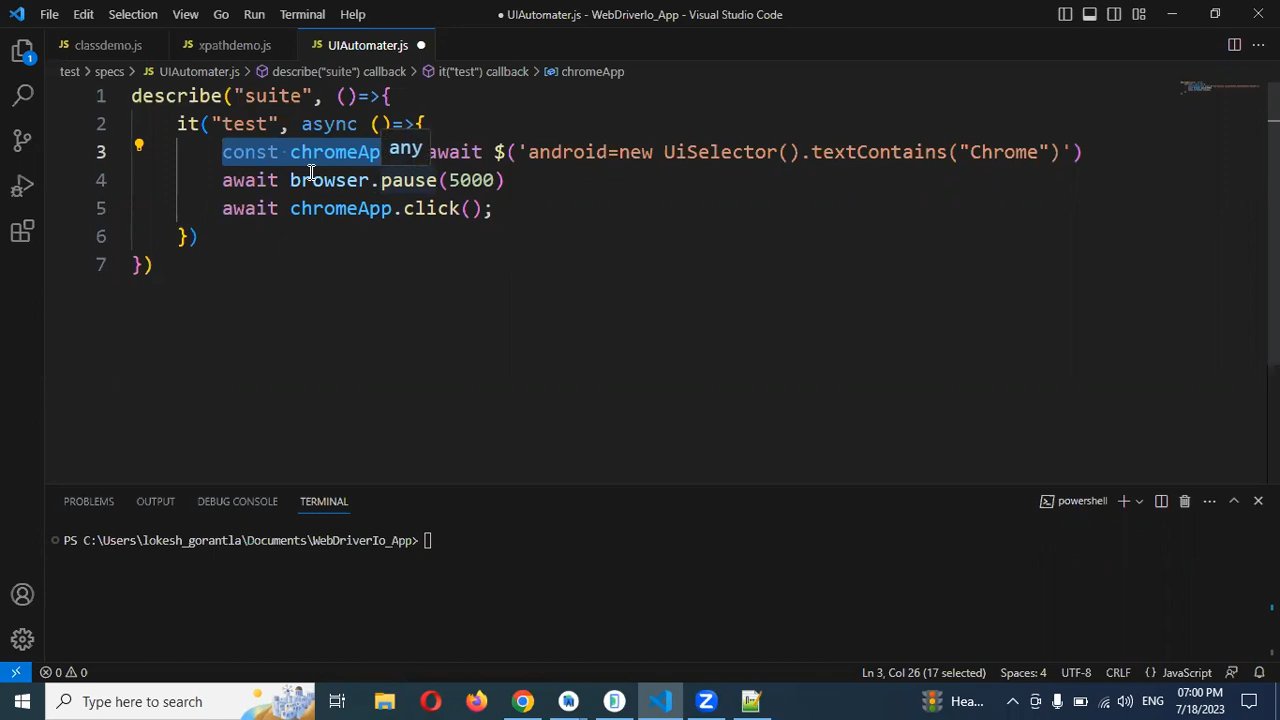 File Edit Selection View Go Run Terminal Help ● UIAutomater.js - WebDriverIo_App - Visual Studio Code
JS classdemo.js JS xpathdemo.js JS UIAutomater.js ●
test > specs > JS UIAutomater.js > describe("suite") callback > it("test") callback > chromeApp
1 describe("suite", ()=>{
2 it("test", async ()=>{
any
3 const chromeAp await $('android=new UiSelector().textContains("Chrome")')
4 await browser.pause(5000)
5 await chromeApp.click();
6 })
7 })
1
PROBLEMS OUTPUT DEBUG CONSOLE TERMINAL powershell
PS C:\Users\lokesh_gorantla\Documents\WebDriverIo_App>
0 0 Ln 3, Col 26 (17 selected) Spaces: 4 UTF-8 CRLF {} JavaScript
Type here to search Hea... ENG 07:00 PM
7/18/2023